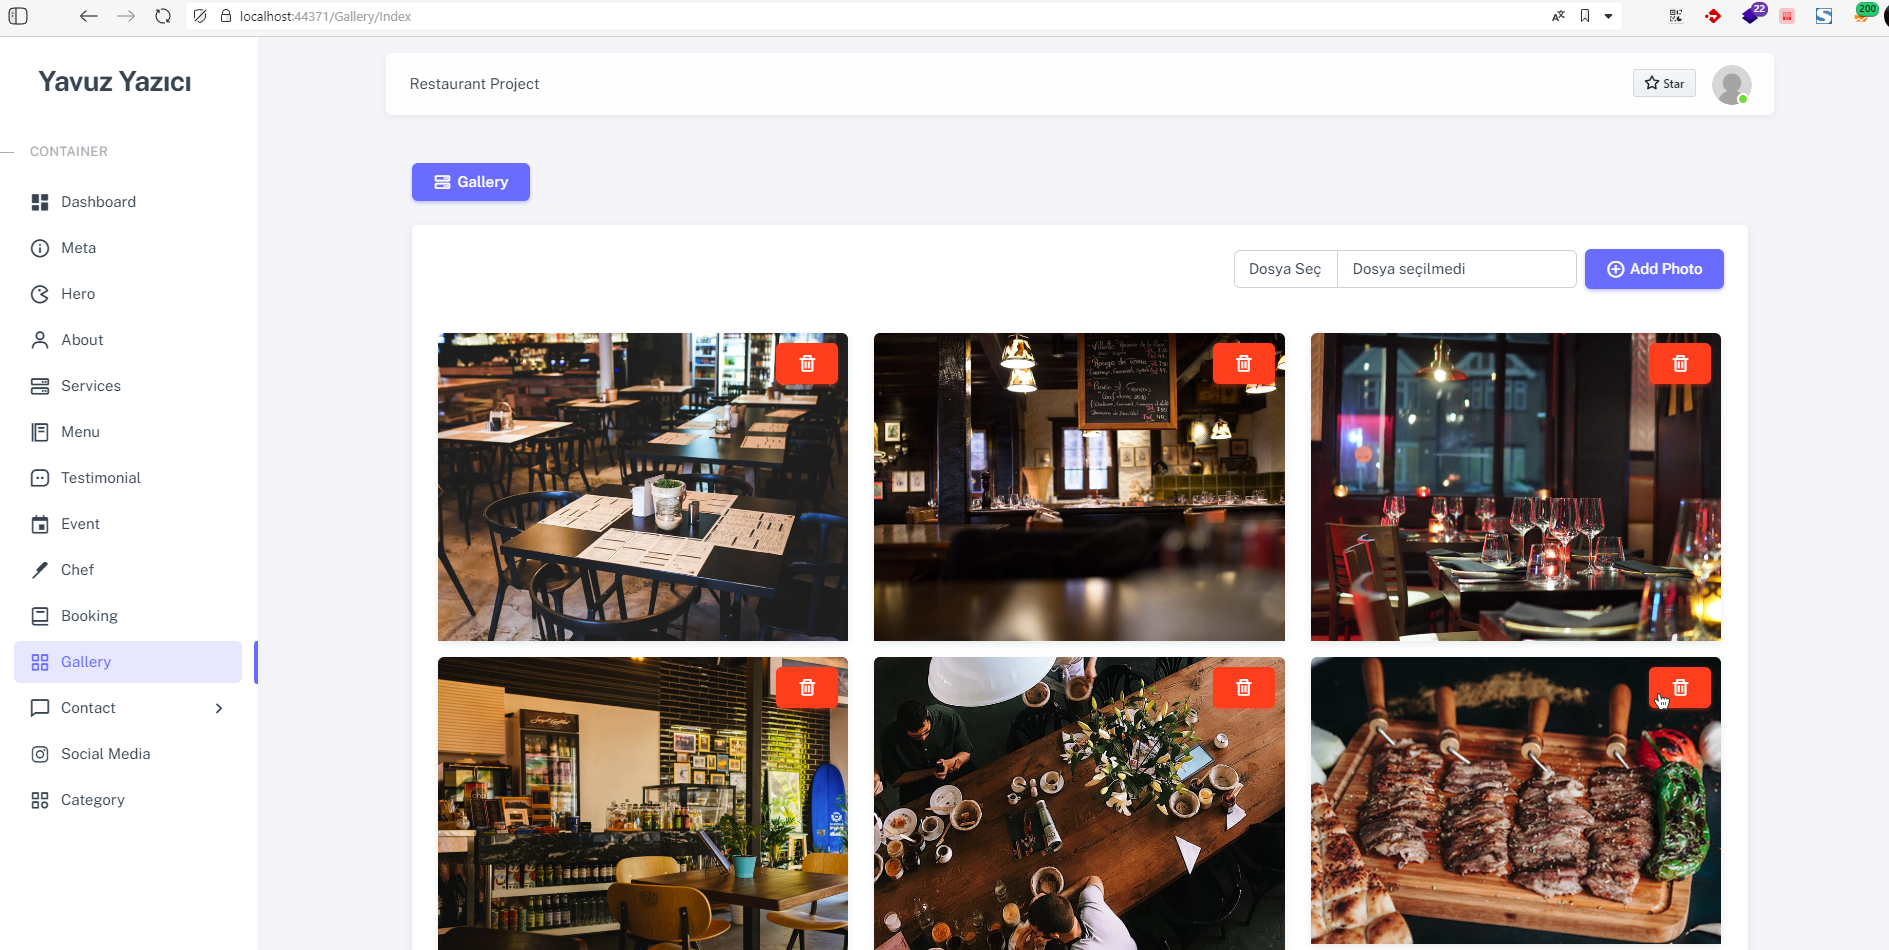 localhost:44371/Gallery/Index
22
200
Yavuz Yazıcı
Restaurant Project
Star
CONTAINER
Dashboard
Meta
Hero
About
Services
Menu
Testimonial
Event
Chef
Booking
Gallery
Contact
Social Media
Category
Gallery
Dosya Seç
Dosya seçilmedi
Add Photo